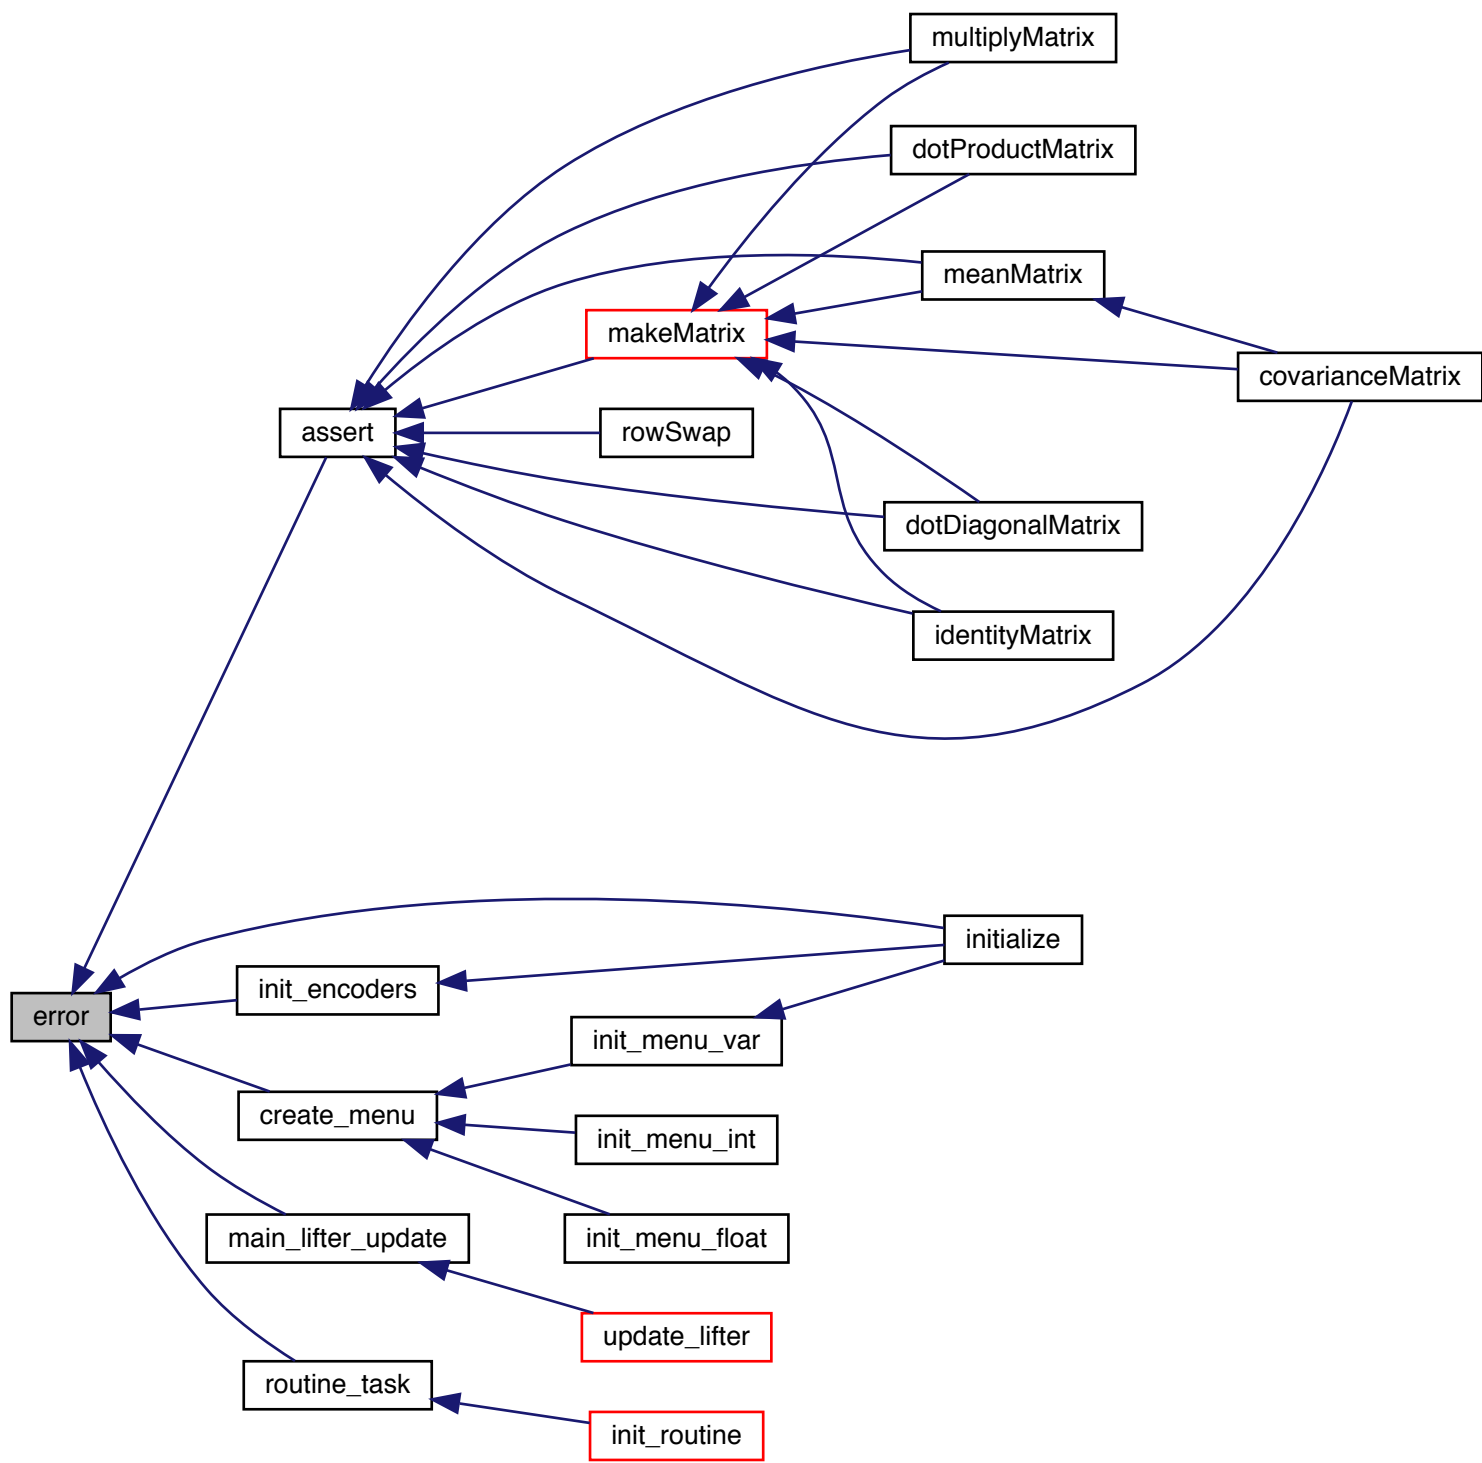 multiplyMatrix
dotProductMatrix
meanMatrix
makeMatrix
covarianceMatrix
assert
rowSwap
dotDiagonalMatrix
identityMatrix
initialize
init_encoders
error
init_menu_var
create_menu
init_menu_int
main_lifter_update
init_menu_float
update_lifter
routine_task
init_routine